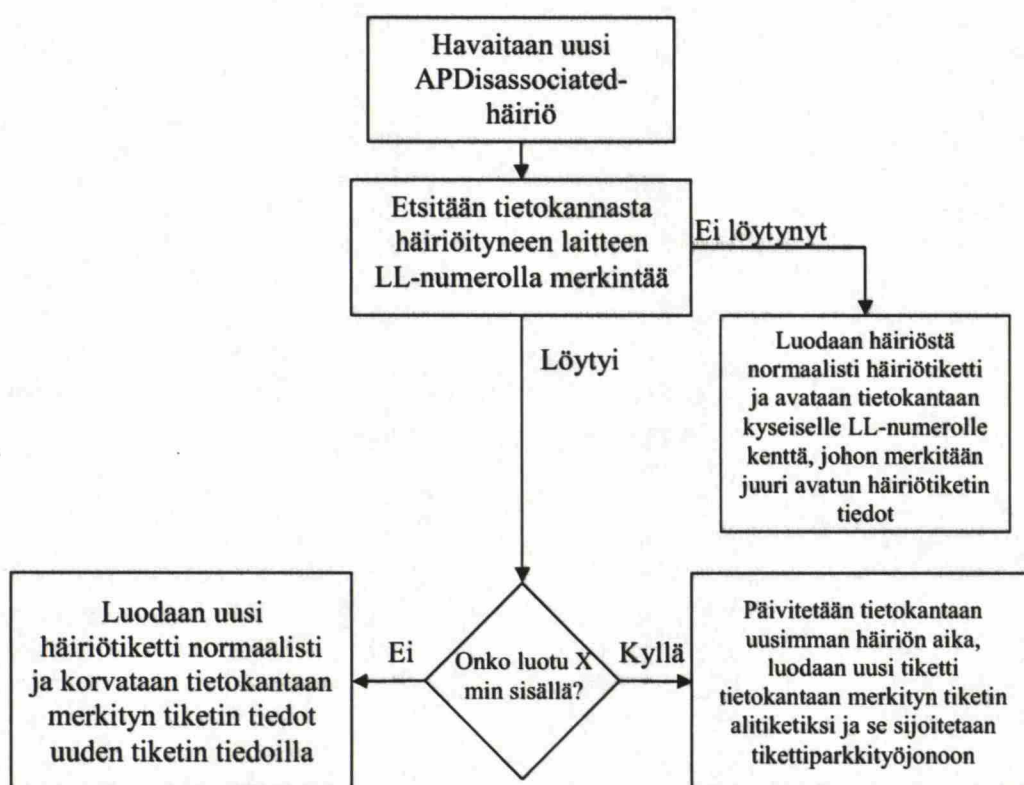 Havaitaan uusi
APDisassociated-
häiriö
Etsitään tietokannasta
häiriöityneen laitteen
LL-numerolla merkintää
Ei löytynyt
Löytyi
Luodaan häiriöstä
normaalisti häiriötiketti
ja avataan tietokantaan
kyseiselle LL-numerolle
kenttä, johon merkitään
juuri avatun häiriötiketin
tiedot
Onko luotu X
min sisällä?
Ei
Kyllä
Luodaan uusi
häiriötiketti normaalisti
ja korvataan tietokantaan
merkityn tiketin tiedot
uuden tiketin tiedoilla
Päivitetään tietokantaan
uusimman häiriön aika,
luodaan uusi tiketti
tietokantaan merkityn tiketin
alitiketiksi ja se sijoitetaan
tikettiparkkityöjonoon